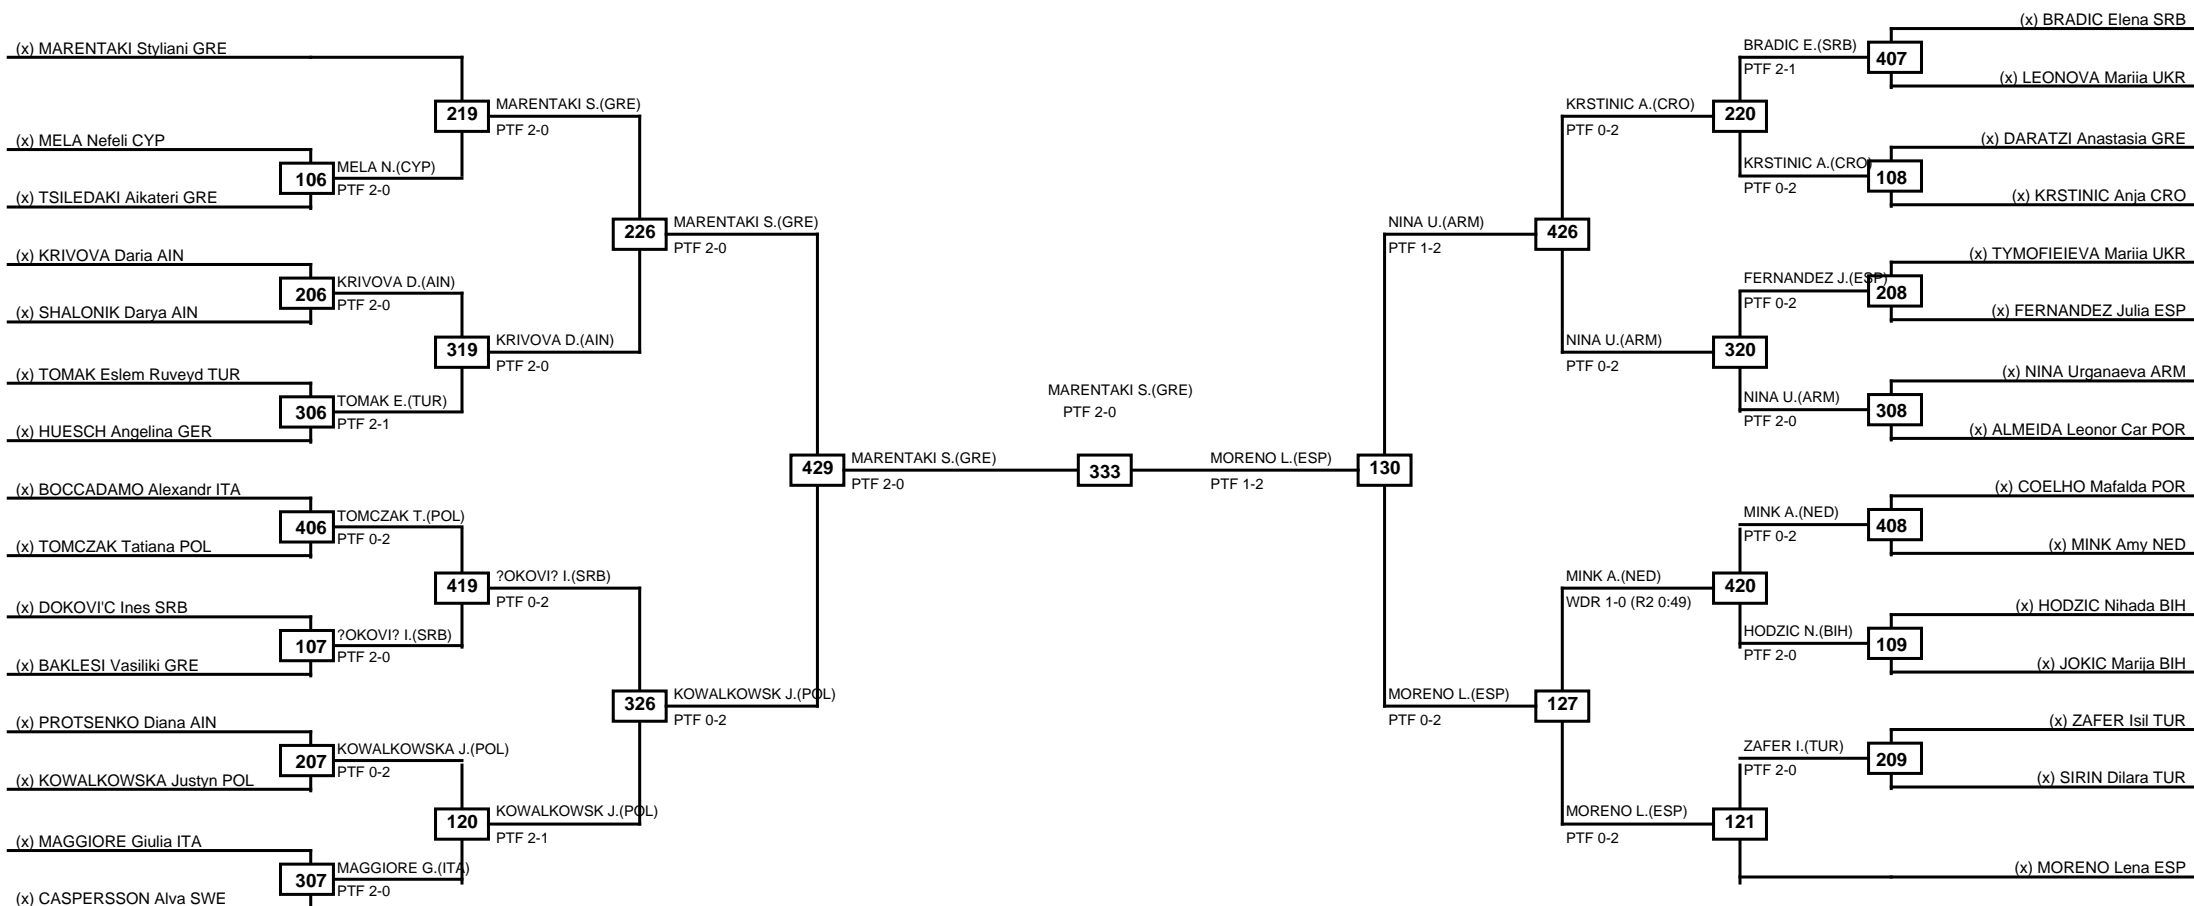 (x) MARENTAKI Styliani GRE
(x) MELA Nefeli CYP
(x) TSILEDAKI Aikateri GRE
(x) KRIVOVA Daria AIN
(x) SHALONIK Darya AIN
(x) TOMAK Eslem Ruveyd TUR
(x) HUESCH Angelina GER
(x) BOCCADAMO Alexandr ITA
(x) TOMCZAK Tatiana POL
(x) DOKOVI'C Ines SRB
(x) BAKLESI Vasiliki GRE
(x) PROTSENKO Diana AIN
(x) KOWALKOWSKA Justyn POL
(x) MAGGIORE Giulia ITA
(x) CASPERSSON Alva SWE
106
MELA N.(CYP)
PTF 2-0
206
KRIVOVA D.(AIN)
PTF 2-0
306
TOMAK E.(TUR)
PTF 2-1
406
TOMCZAK T.(POL)
PTF 0-2
107
?OKOVI? I.(SRB)
PTF 2-0
207
KOWALKOWSKA J.(POL)
PTF 0-2
307
MAGGIORE G.(ITA)
PTF 2-0
219
MARENTAKI S.(GRE)
PTF 2-0
319
KRIVOVA D.(AIN)
PTF 2-0
419
?OKOVI? I.(SRB)
PTF 0-2
120
KOWALKOWSK J.(POL)
PTF 2-1
226
MARENTAKI S.(GRE)
PTF 2-0
326
KOWALKOWSK J.(POL)
PTF 0-2
429
MARENTAKI S.(GRE)
PTF 2-0
MARENTAKI S.(GRE)
PTF 2-0
333
MORENO L.(ESP)
PTF 1-2
130
NINA U.(ARM)
PTF 1-2
426
MORENO L.(ESP)
PTF 0-2
127
KRSTINIC A.(CRO)
PTF 0-2
220
NINA U.(ARM)
PTF 0-2
320
MINK A.(NED)
WDR 1-0 (R2 0:49)
420
MORENO L.(ESP)
PTF 0-2
121
BRADIC E.(SRB)
PTF 2-1
407
KRSTINIC A.(CRO)
PTF 0-2
108
FERNANDEZ J.(ESP)
PTF 0-2
208
NINA U.(ARM)
PTF 2-0
308
MINK A.(NED)
PTF 0-2
408
HODZIC N.(BIH)
PTF 2-0
109
ZAFER I.(TUR)
PTF 2-0
209
(x) BRADIC Elena SRB
(x) LEONOVA Mariia UKR
(x) DARATZI Anastasia GRE
(x) KRSTINIC Anja CRO
(x) TYMOFIEIEVA Mariia UKR
(x) FERNANDEZ Julia ESP
(x) NINA Urganaeva ARM
(x) ALMEIDA Leonor Car POR
(x) COELHO Mafalda POR
(x) MINK Amy NED
(x) HODZIC Nihada BIH
(x) JOKIC Marija BIH
(x) ZAFER Isil TUR
(x) SIRIN Dilara TUR
(x) MORENO Lena ESP